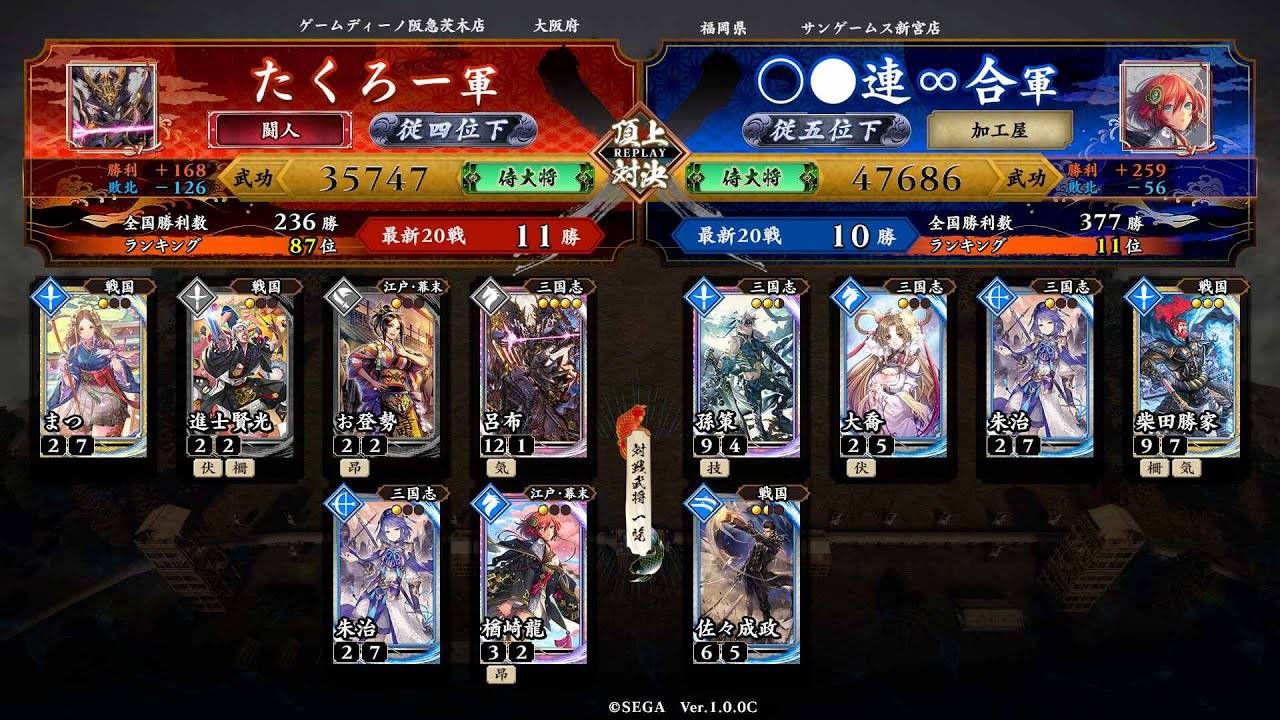 ゲームディーノ阪急茨木店 大阪府
福岡県 サンゲームス新宮店
たくろー軍
闘人 従四位下
勝利 +168
敗北 -126
武功 35747 侍大将
全国勝利数 236勝
ランキング 87位
最新20戦 11勝
頂上
REPLAY
対決
○●連∞合軍
従五位下 加工屋
侍大将 47686 武功
勝利 +259
敗北 -56
最新20戦 10勝
全国勝利数 377勝
ランキング 11位
戦国
まつ
2 7
戦国
進士賢光
2 2
伏 柵
江戸・幕末
お登勢
2 2
昴
三国志
呂布
12 1
気
三国志
朱治
2 7
江戸・幕末
楢崎龍
3 2
昴
対戦武将一覧
三国志
孫策
9 4
技
三国志
大喬
2 5
伏
三国志
朱治
2 7
戦国
柴田勝家
9 7
柵 気
戦国
佐々成政
6 5
©SEGA Ver.1.0.0C